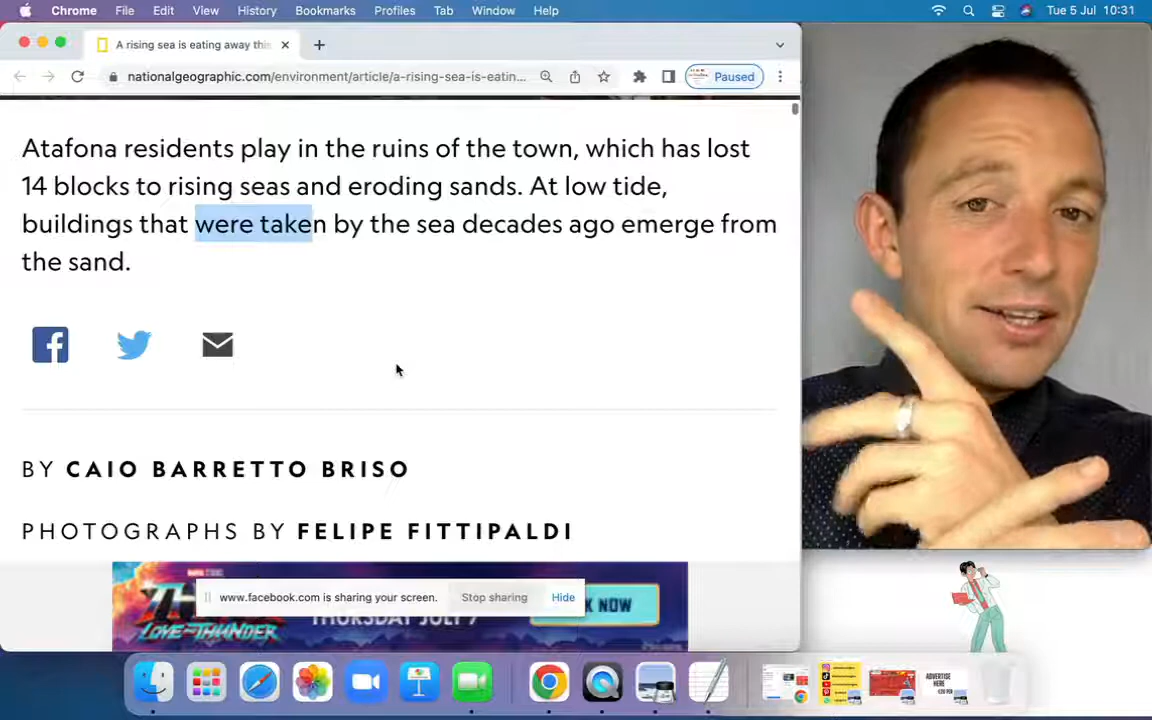 Chrome File Edit View History Bookmarks Profiles Tab Window Help Tue 5 Jul 10:31
A rising sea is eating away this
nationalgeographic.com/environment/article/a-rising-sea-is-eatin... Paused
Atafona residents play in the ruins of the town, which has lost
14 blocks to rising seas and eroding sands. At low tide,
buildings that were taken by the sea decades ago emerge from
the sand.
BY CAIO BARRETTO BRISO
PHOTOGRAPHS BY FELIPE FITTIPALDI
www.facebook.com is sharing your screen. Stop sharing Hide
LOVE AND THUNDER THURSDAY JULY 7 K NOW
ADVERTISE
HERE